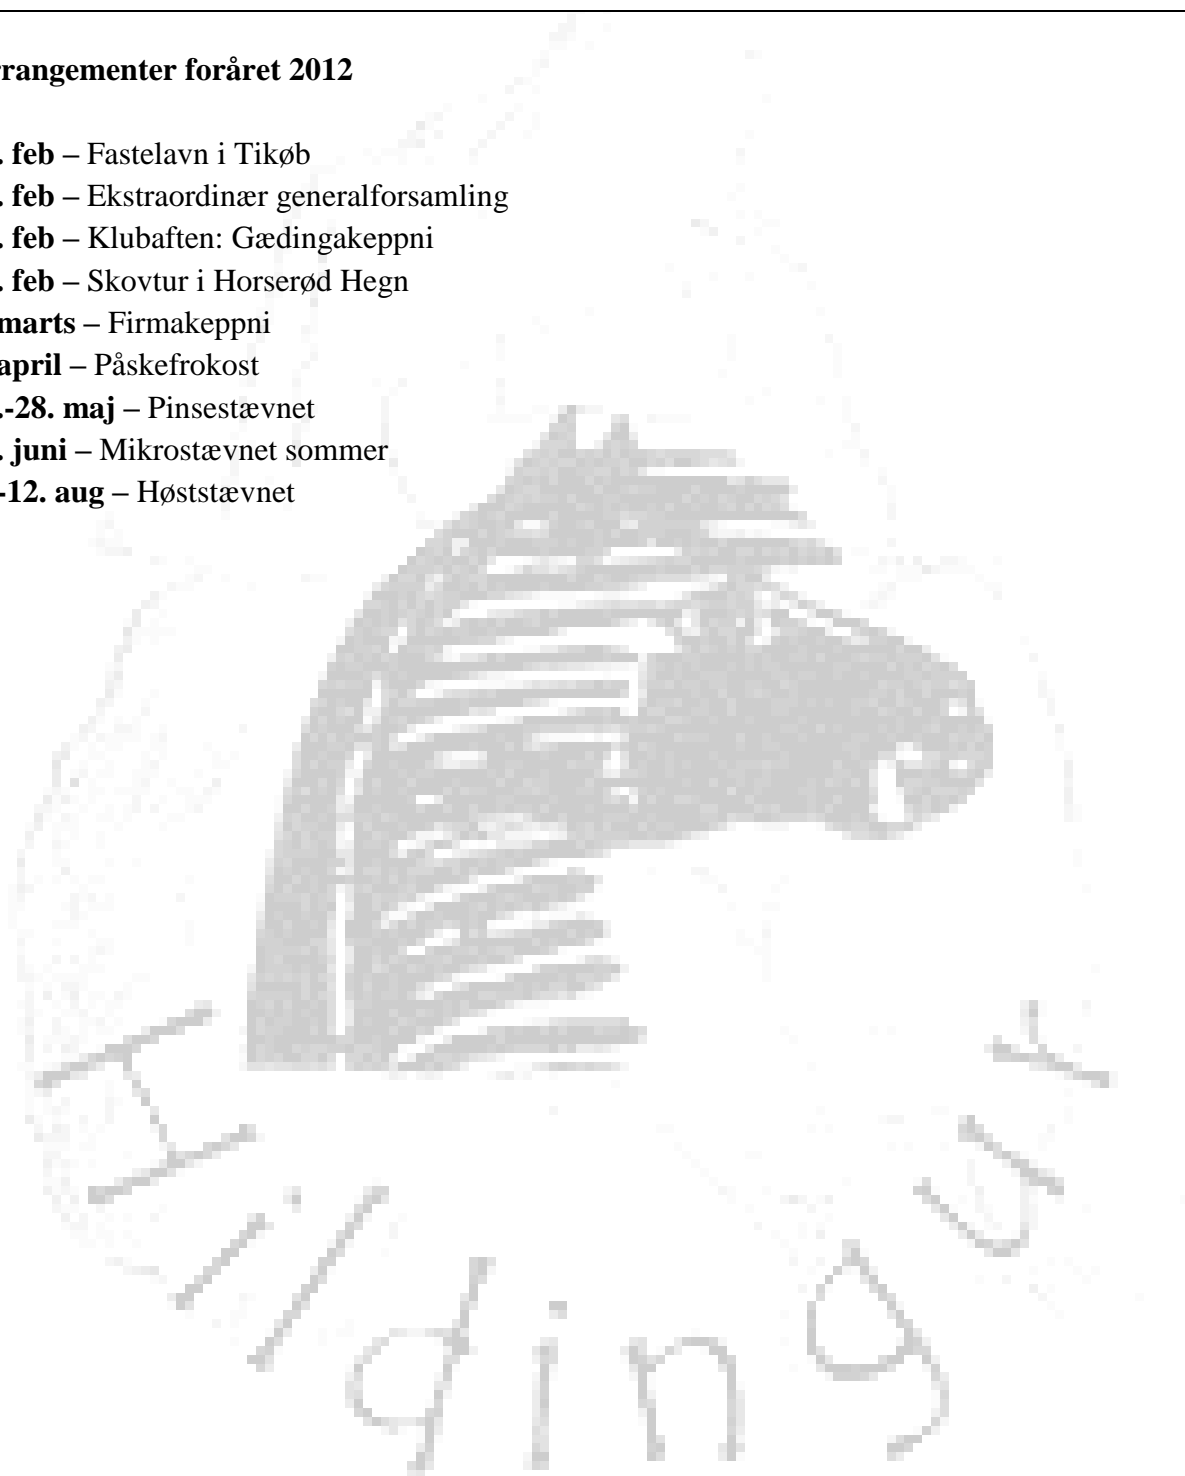 rrangementer foråret 2012
. feb – Fastelavn i Tikøb
. feb – Ekstraordinær generalforsamling
. feb – Klubaften: Gædingakeppni
. feb – Skovtur i Horserød Hegn
marts – Firmakeppni
april – Påskefrokost
.-28. maj – Pinsestævnet
. juni – Mikrostævnet sommer
-12. aug – Høststævnet
Hildingur